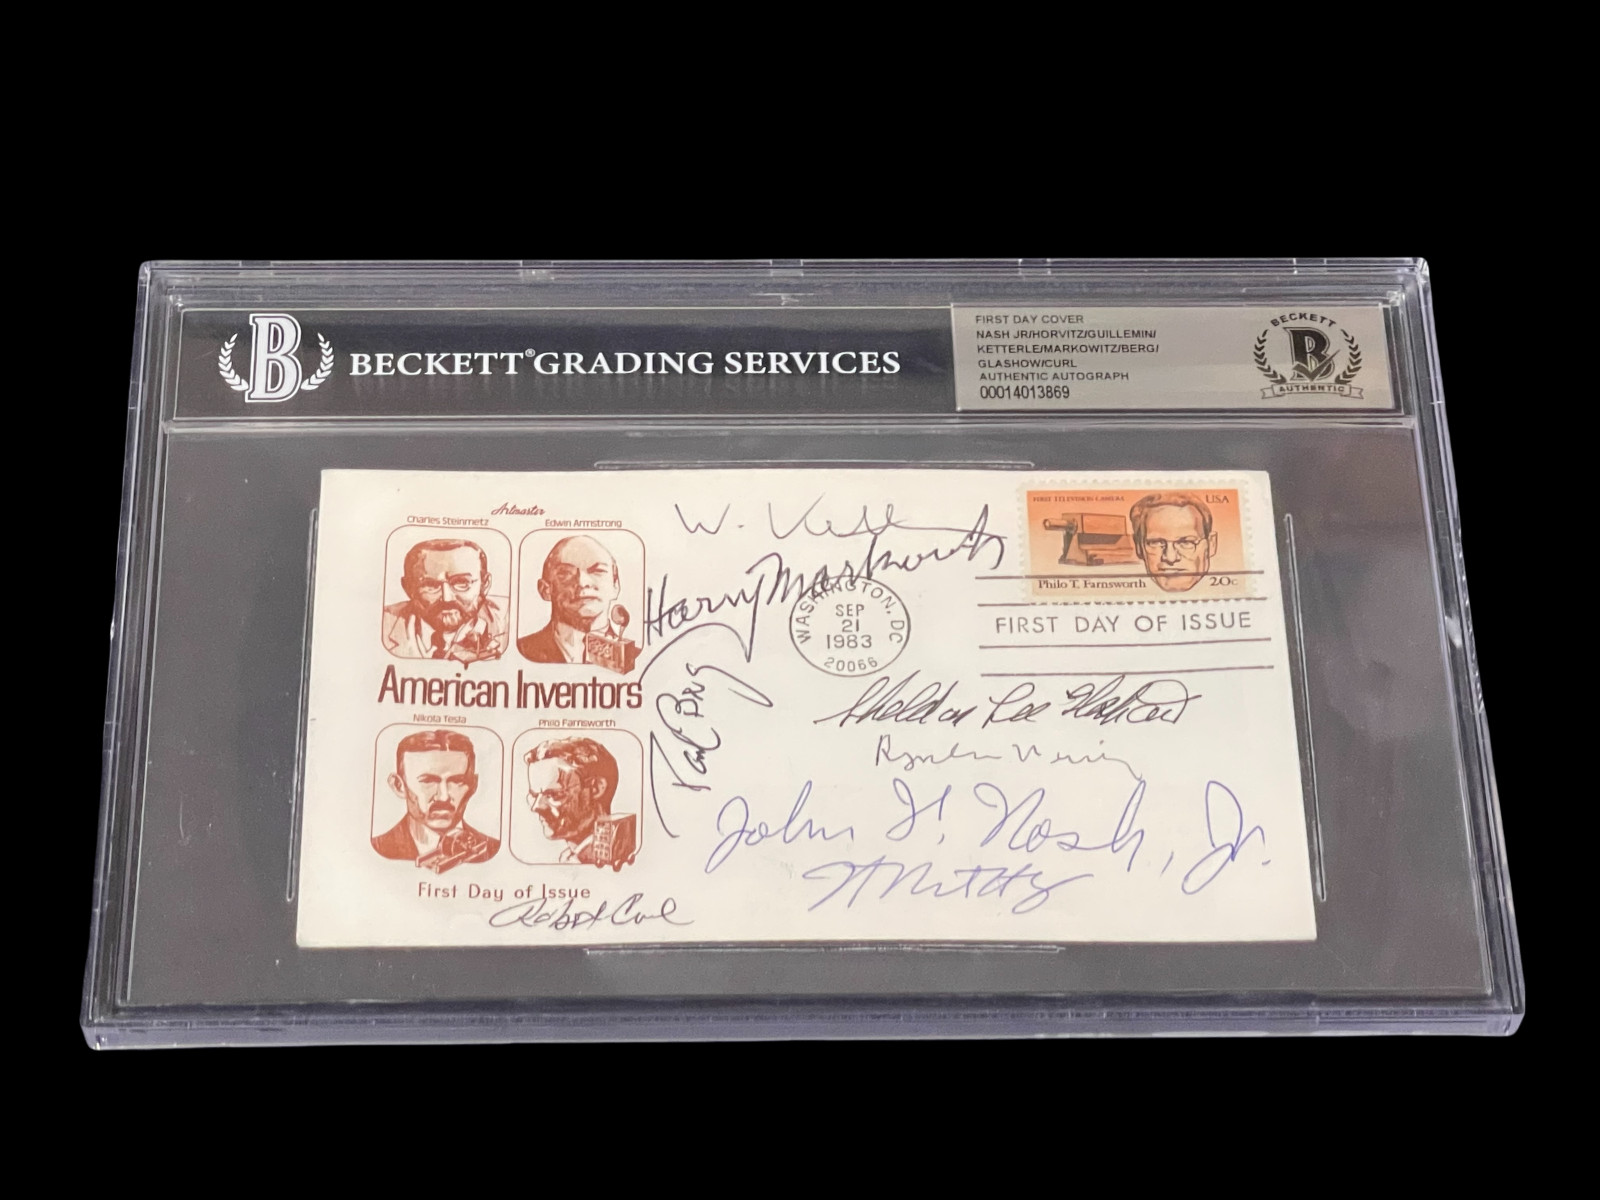 B
BECKETT® GRADING SERVICES
FIRST DAY COVER
NASH JR/HORVITZ/GUILLEMIN/
KETTERLE/MARKOWITZ/BERG/
GLASHOW/CURL
AUTHENTIC AUTOGRAPH
00014013869
BECKETT
B
AUTHENTIC
Artmaster
Charles Steinmetz
Edwin Armstrong
American Inventors
Nikola Tesla
Philo Farnsworth
First Day of Issue
Robert Curl
W. Kett
Harry Markowitz
Paul Berg
WASHINGTON, DC
SEP
21
1983
20066
FIRST TELEVISION CAMERA
USA
Philo T. Farnsworth
20c
FIRST DAY OF ISSUE
Sheldon Lee Glashow
John F. Nash, Jr.